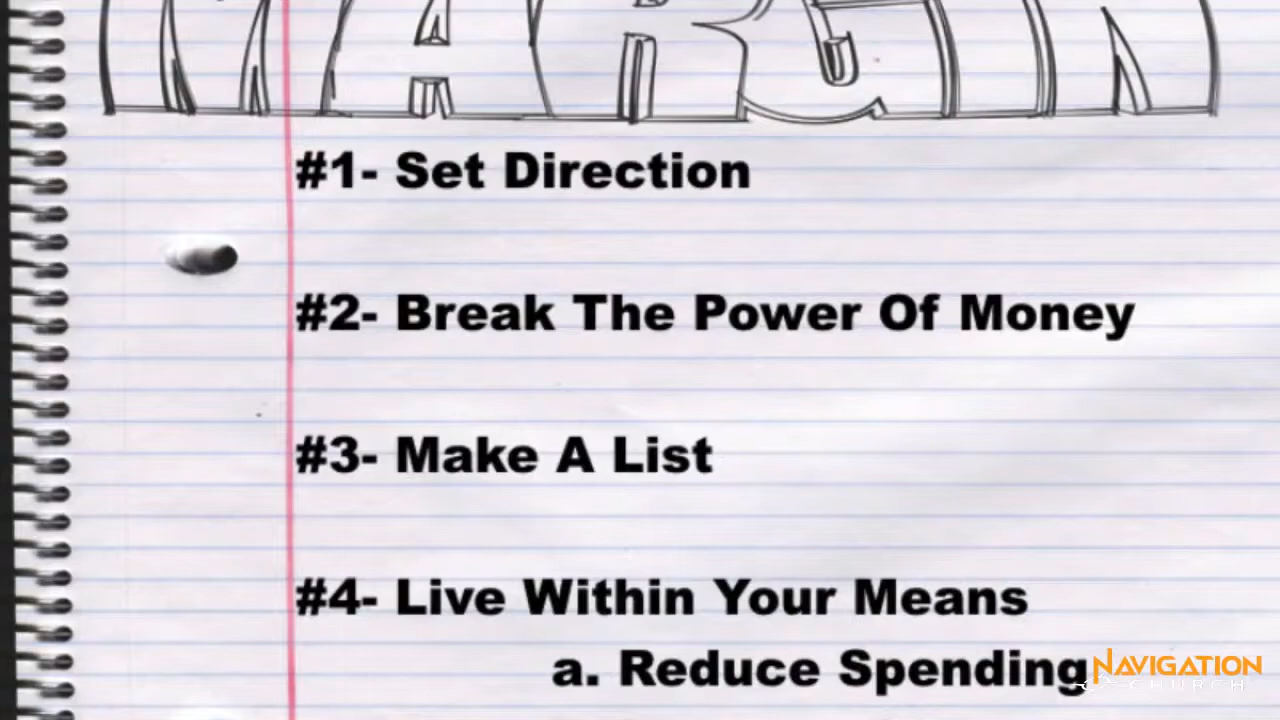 MARGIN
#1- Set Direction
#2- Break The Power Of Money
#3- Make A List
#4- Live Within Your Means
a. Reduce Spending
NAVIGATION
CHURCH